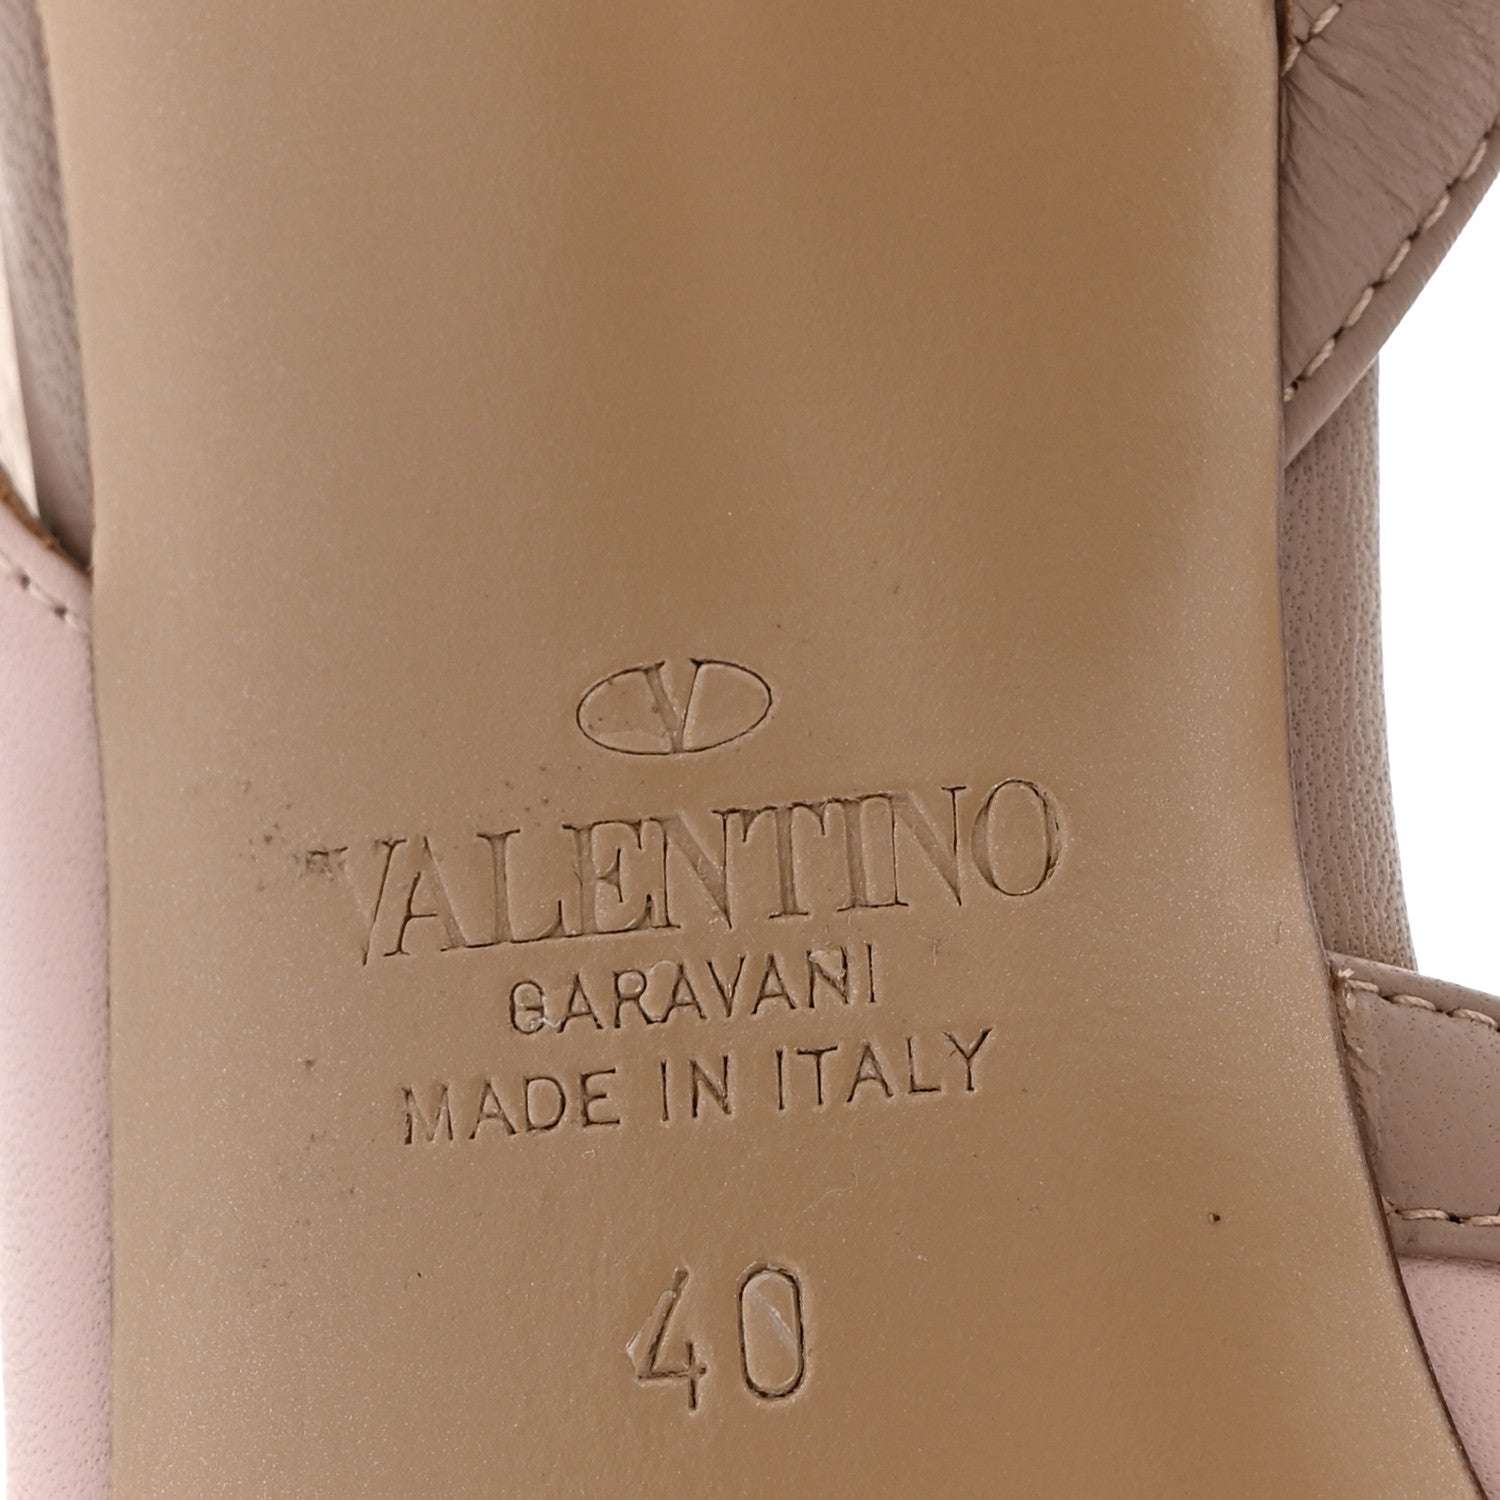 V
VALENTINO
GARAVANI
MADE IN ITALY
40